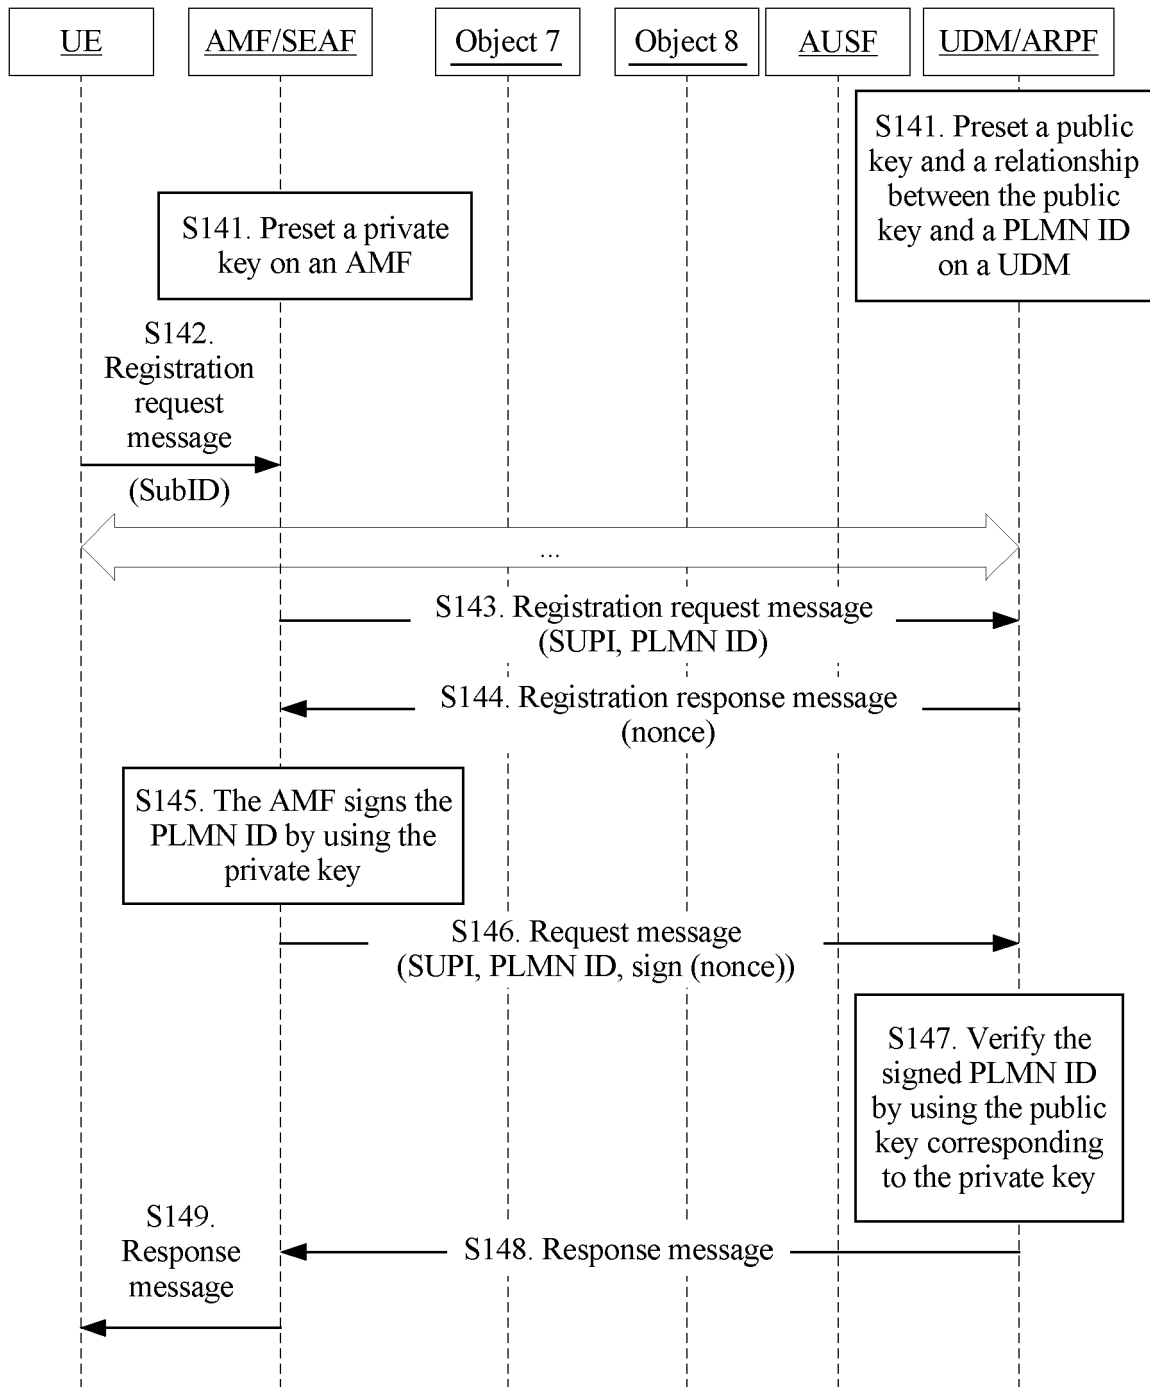 UE
AMF/SEAF
Object 7
Object 8
AUSF
UDM/ARPF
S141. Preset a public
key and a relationship
between the public
key and a PLMN ID
on a UDM
S141. Preset a private
key on an AMF
S142.
Registration
request
message
(SubID)
...
S143. Registration request message
(SUPI, PLMN ID)
S144. Registration response message
(nonce)
S145. The AMF signs the
PLMN ID by using the
private key
S146. Request message
(SUPI, PLMN ID, sign (nonce))
S147. Verify the
signed PLMN ID
by using the public
key corresponding
to the private key
S148. Response message
S149.
Response
message